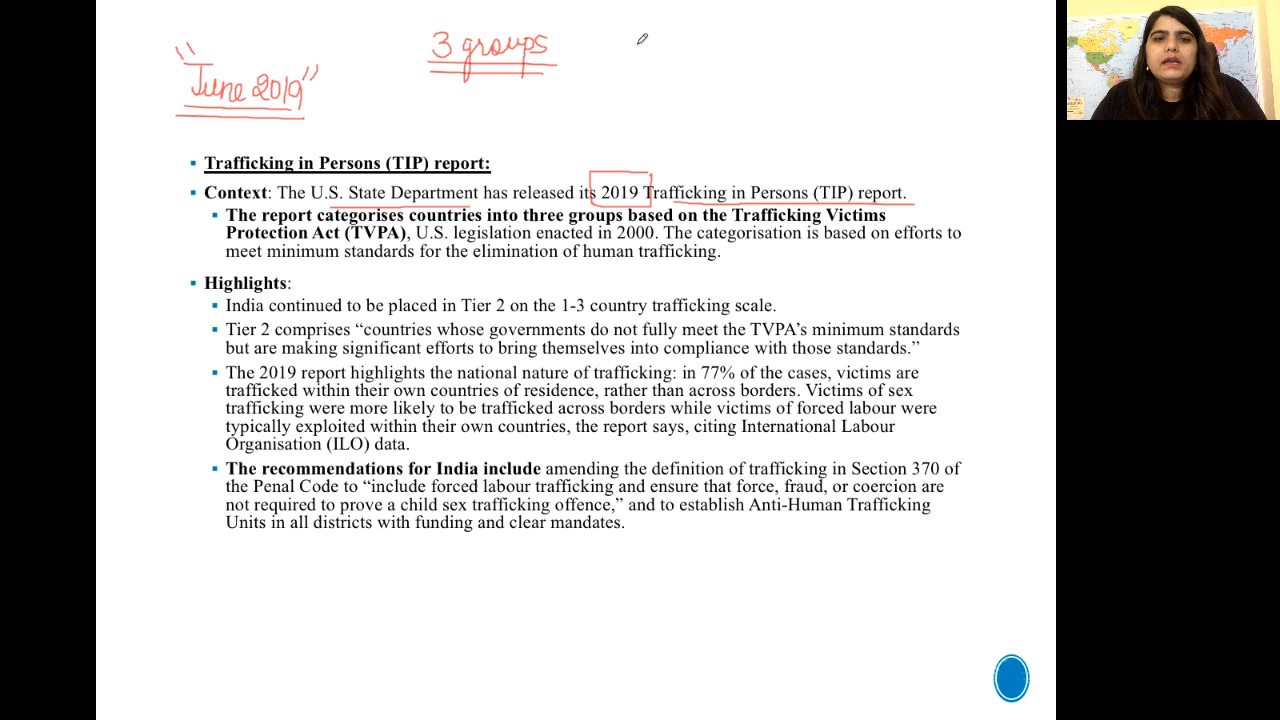 3 groups
"June 2019"
Trafficking in Persons (TIP) report:
Context: The U.S. State Department has released its 2019 Trafficking in Persons (TIP) report.
The report categorises countries into three groups based on the Trafficking Victims
Protection Act (TVPA), U.S. legislation enacted in 2000. The categorisation is based on efforts to
meet minimum standards for the elimination of human trafficking.
Highlights:
India continued to be placed in Tier 2 on the 1-3 country trafficking scale.
Tier 2 comprises “countries whose governments do not fully meet the TVPA’s minimum standards
but are making significant efforts to bring themselves into compliance with those standards.”
The 2019 report highlights the national nature of trafficking: in 77% of the cases, victims are
trafficked within their own countries of residence, rather than across borders. Victims of sex
trafficking were more likely to be trafficked across borders while victims of forced labour were
typically exploited within their own countries, the report says, citing International Labour
Organisation (ILO) data.
The recommendations for India include amending the definition of trafficking in Section 370 of
the Penal Code to “include forced labour trafficking and ensure that force, fraud, or coercion are
not required to prove a child sex trafficking offence,” and to establish Anti-Human Trafficking
Units in all districts with funding and clear mandates.